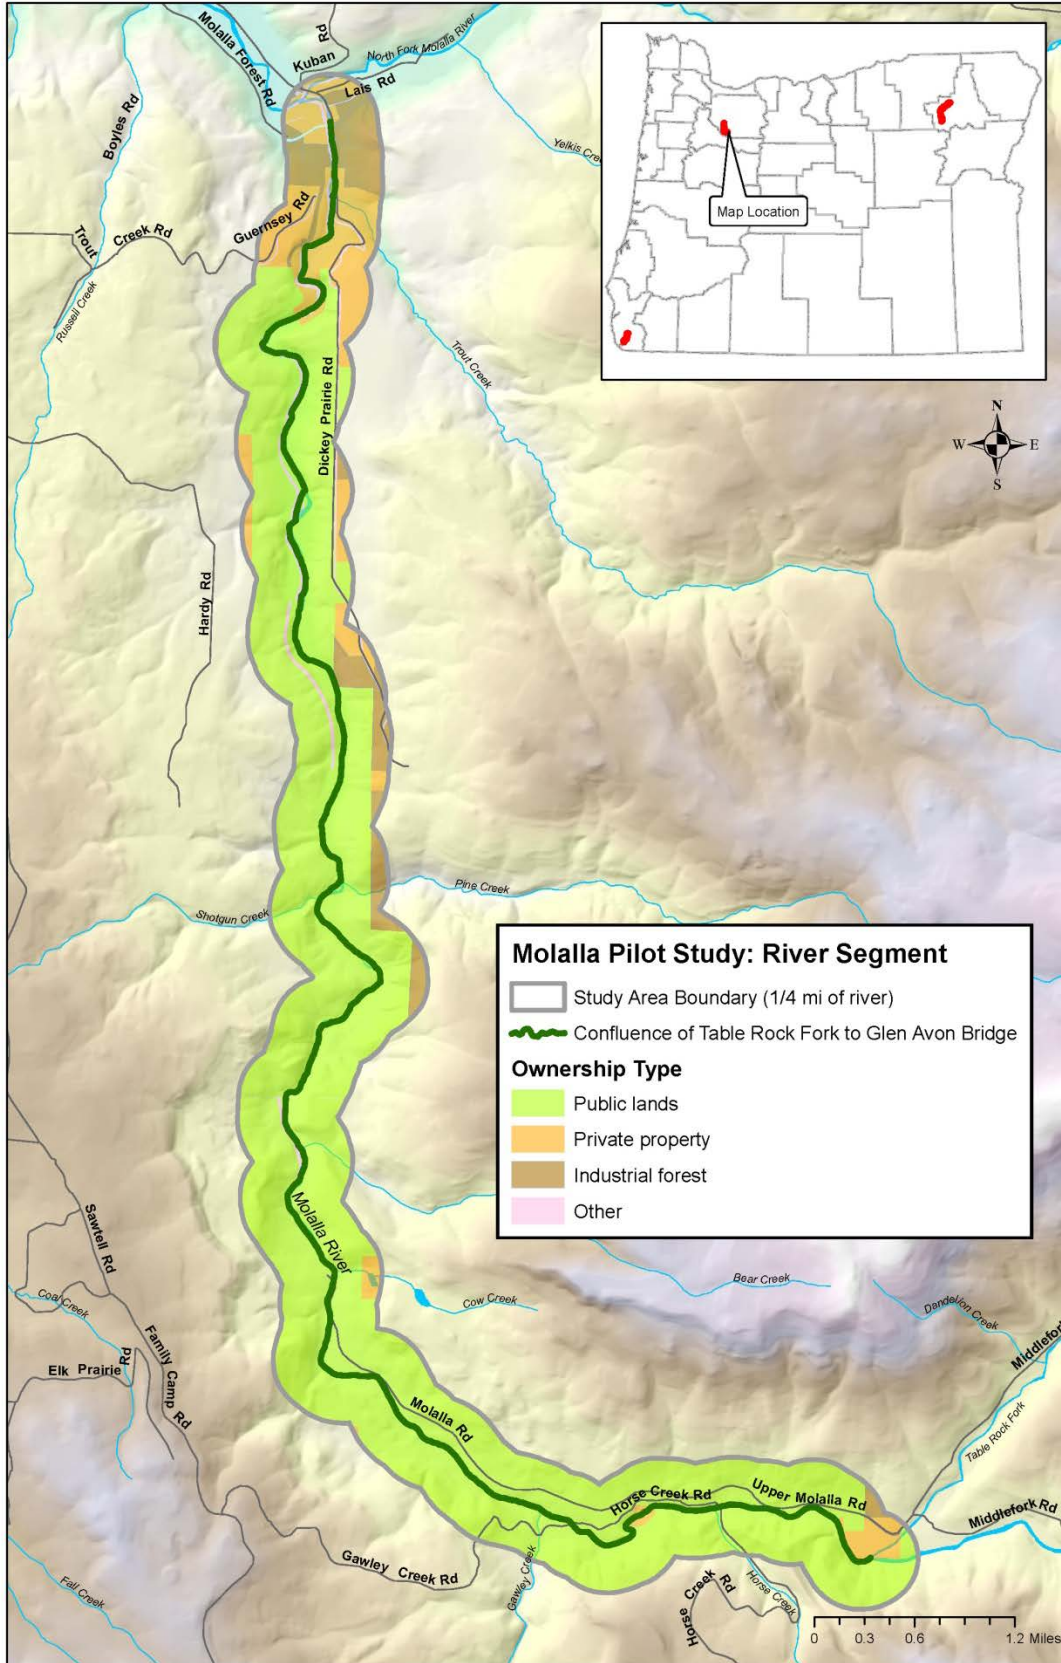 Kuban
Rd
North Fork Molalla River
Molalla Forest Rd
Lais Rd
Boyles Rd
Yelkis Creek
Map Location
Guernsey Rd
Trout
Creek Rd
Russell Creek
Trout Creek
Dickey Prairie Rd
N
W
E
S
Hardy Rd
Pine Creek
Shotgun Creek
Molalla Pilot Study: River Segment
Study Area Boundary (1/4 mi of river)
Confluence of Table Rock Fork to Glen Avon Bridge
Ownership Type
Public lands
Private property
Industrial forest
Other
Molalla River
Sawtell Rd
Bear Creek
Cow Creek
Dandelion Creek
Coal Creek
Family Camp Rd
Elk Prairie Rd
Middlefork
Molalla Rd
Table Rock Fork
Horse Creek Rd
Upper Molalla Rd
Middlefork Rd
Gawley Creek Rd
Gawley Creek
Horse Creek Rd
Horse Creek
Fall Creek
0 0.3 0.6 1.2 Miles